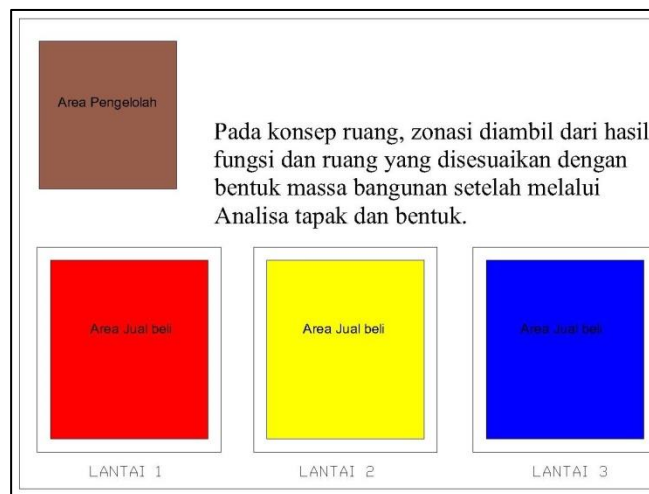 Area Pengelolah
Pada konsep ruang, zonasi diambil dari hasil
fungsi dan ruang yang disesuaikan dengan
bentuk massa bangunan setelah melalui
Analisa tapak dan bentuk.
Area Jual beli
Area Jual beli
Area Jual beli
LANTAI 1
LANTAI 2
LANTAI 3